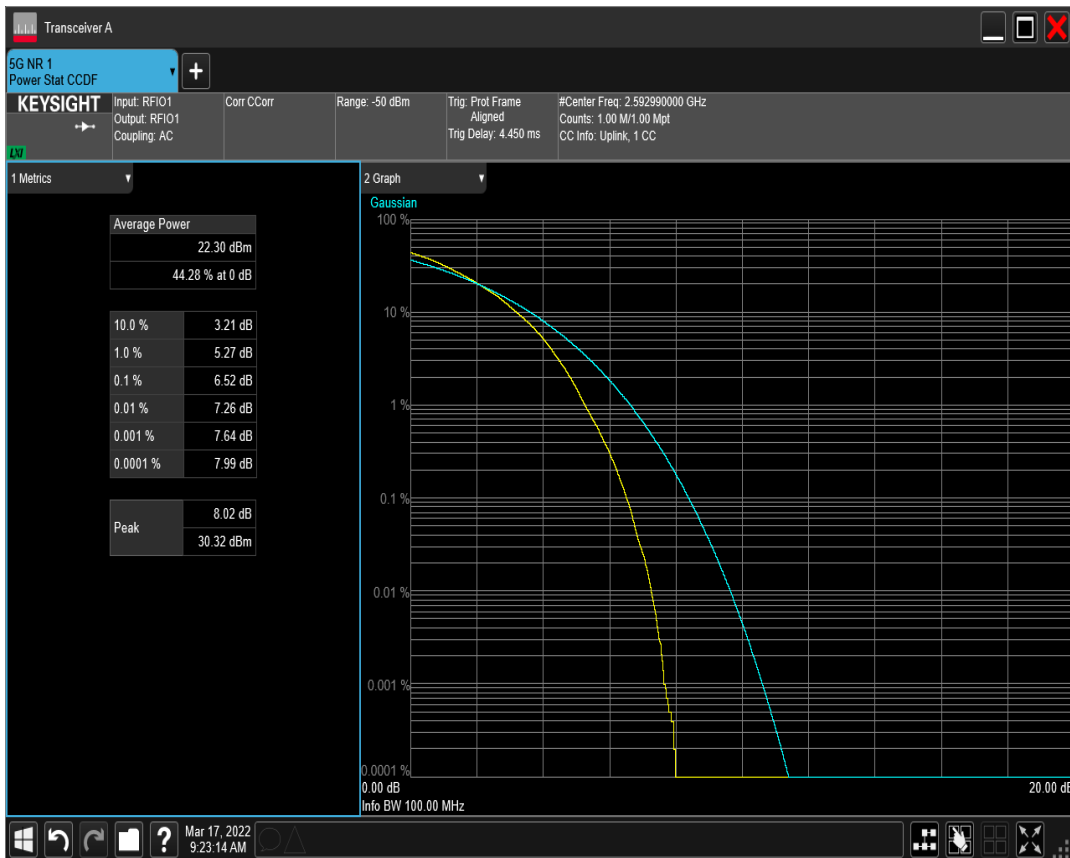 Transceiver A
5G NR 1
Power Stat CCDF
KEYSIGHT
LXI
Input: RFIO1
Output: RFIO1
Coupling: AC
Corr CCorr
Range: -50 dBm
Trig: Prot Frame
Aligned
Trig Delay: 4.450 ms
#Center Freq: 2.592990000 GHz
Counts: 1.00 M/1.00 Mpt
CC Info: Uplink, 1 CC
1 Metrics
Average Power
22.30 dBm
44.28 % at 0 dB
10.0 % 3.21 dB
1.0 % 5.27 dB
0.1 % 6.52 dB
0.01 % 7.26 dB
0.001 % 7.64 dB
0.0001 % 7.99 dB
Peak
8.02 dB
30.32 dBm
2 Graph
Gaussian
100 %
10 %
1 %
0.1 %
0.01 %
0.001 %
0.0001 %
0.00 dB 20.00 dB
Info BW 100.00 MHz
Mar 17, 2022
9:23:14 AM